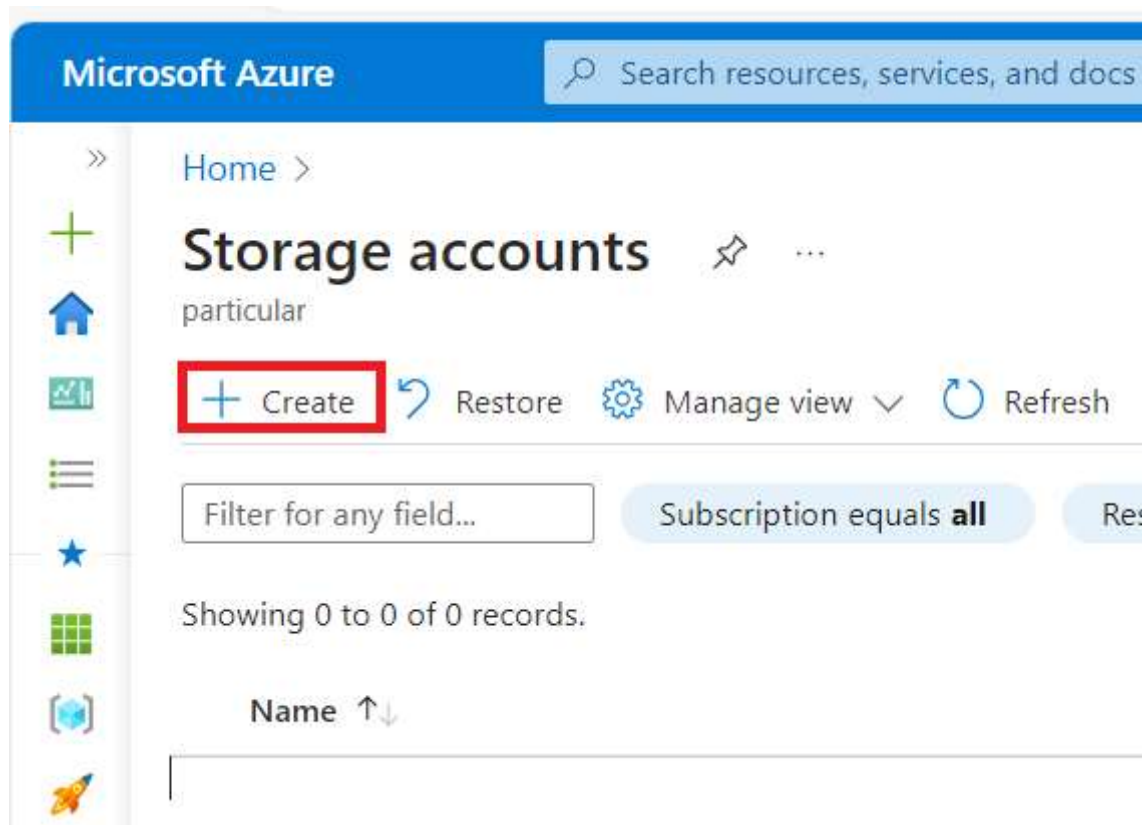 Microsoft Azure Search resources, services, and docs
Home >
Storage accounts ...
particular
+ Create Restore Manage view Refresh
Filter for any field... Subscription equals all Res
Showing 0 to 0 of 0 records.
Name ↑↓